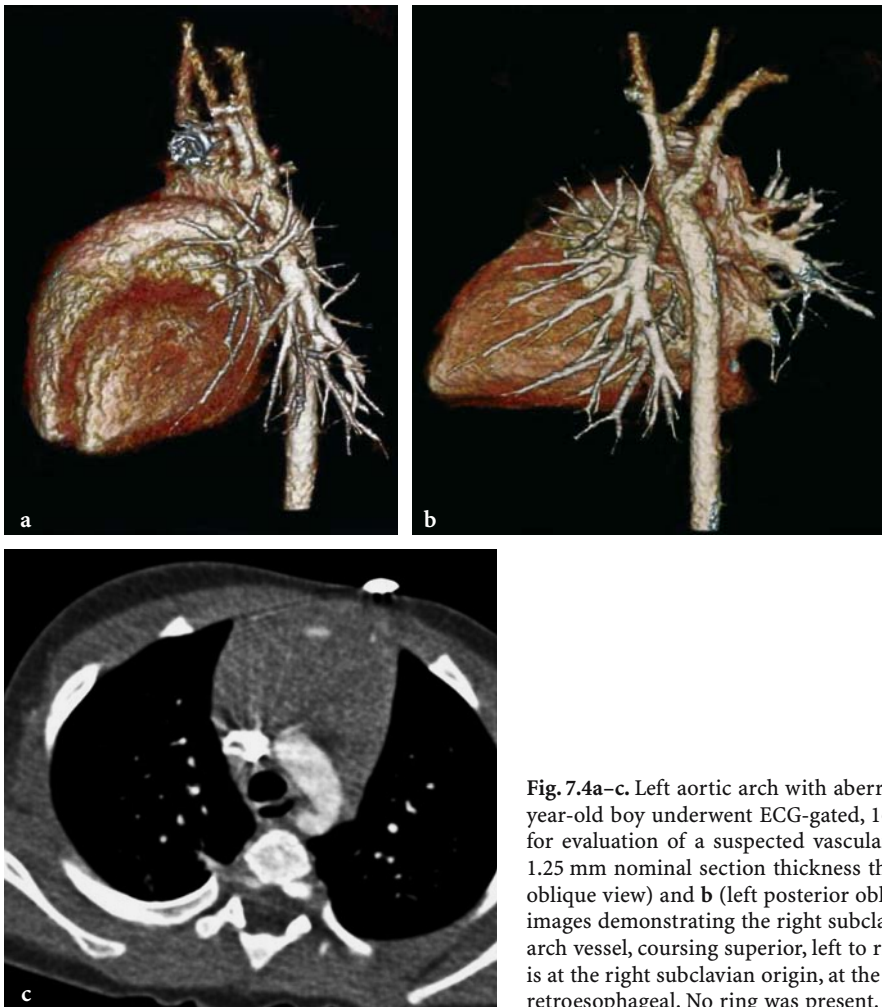 a
b
c
Fig. 7.4a–c. Left aortic arch with aberr
year-old boy underwent ECG-gated, 1
for evaluation of a suspected vascula
1.25 mm nominal section thickness th
oblique view) and b (left posterior obl
images demonstrating the right subcla
arch vessel, coursing superior, left to r
is at the right subclavian origin, at the
retroesophageal. No ring was present.